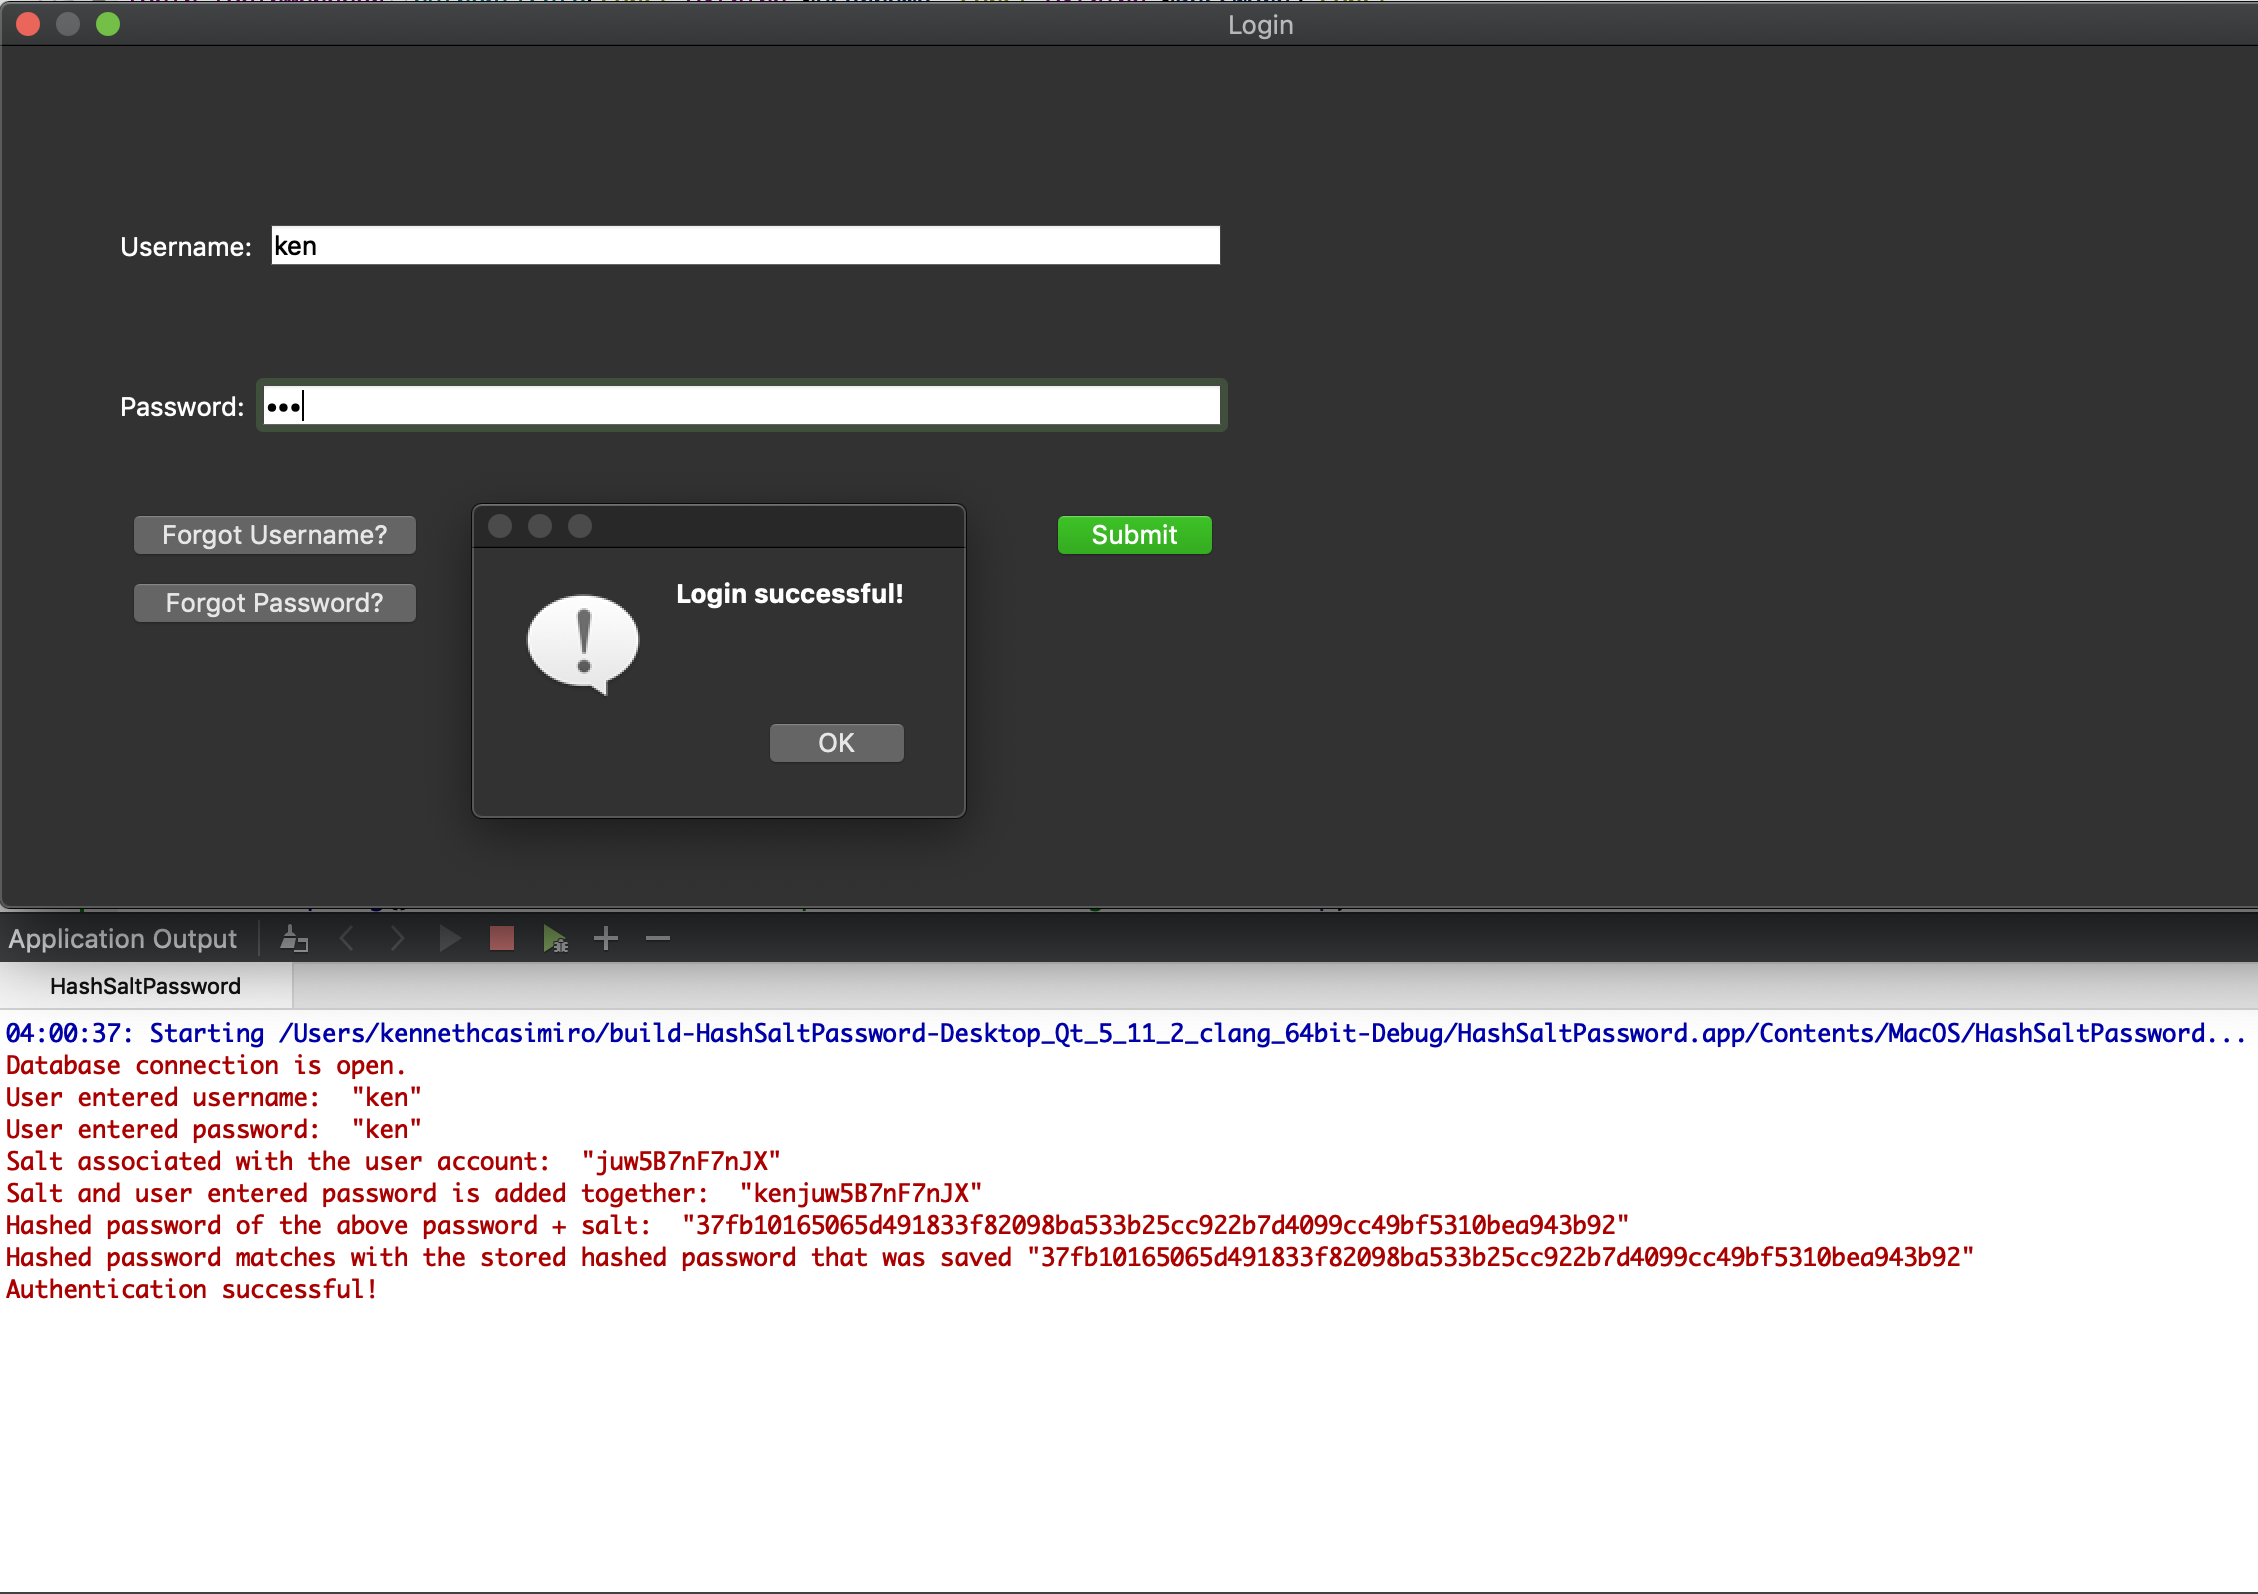 Login
Username: ken
Password: •••
Forgot Username?
Submit
Forgot Password?
Login successful!
OK
Application Output
HashSaltPassword
04:00:37: Starting /Users/kennethcasimiro/build-HashSaltPassword-Desktop_Qt_5_11_2_clang_64bit-Debug/HashSaltPassword.app/Contents/MacOS/HashSaltPassword...
Database connection is open.
User entered username:  "ken"
User entered password:  "ken"
Salt associated with the user account:  "juw5B7nF7nJX"
Salt and user entered password is added together:  "kenjuw5B7nF7nJX"
Hashed password of the above password + salt:  "37fb10165065d491833f82098ba533b25cc922b7d4099cc49bf5310bea943b92"
Hashed password matches with the stored hashed password that was saved "37fb10165065d491833f82098ba533b25cc922b7d4099cc49bf5310bea943b92"
Authentication successful!